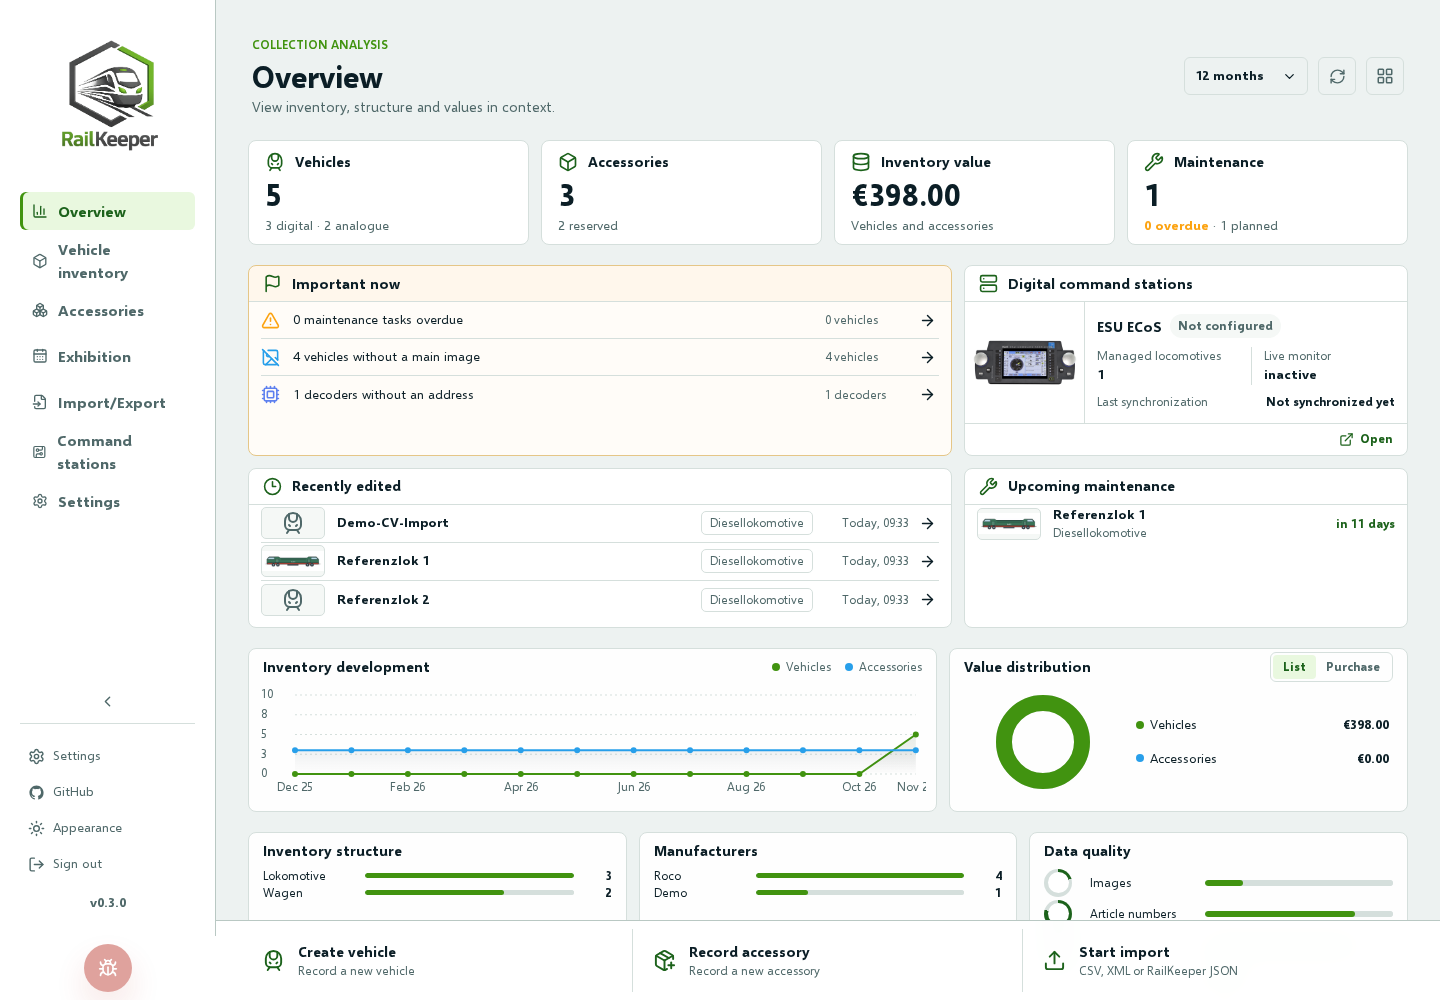 RailKeeper
Overview
Vehicle
inventory
Accessories
Exhibition
Import/Export
Command
stations
Settings
Settings
GitHub
Appearance
Sign out
v0.3.0
COLLECTION ANALYSIS
Overview
View inventory, structure and values in context.
12 months
Vehicles
5
3 digital · 2 analogue
Accessories
3
2 reserved
Inventory value
€398.00
Vehicles and accessories
Maintenance
1
0 overdue · 1 planned
Important now
0 maintenance tasks overdue 0 vehicles
4 vehicles without a main image 4 vehicles
1 decoders without an address 1 decoders
Digital command stations
ESU ECoS Not configured
Managed locomotives Live monitor
1 inactive
Last synchronization Not synchronized yet
Open
Recently edited
Demo-CV-Import Diesellokomotive Today, 09:33
Referenzlok 1 Diesellokomotive Today, 09:33
Referenzlok 2 Diesellokomotive Today, 09:33
Upcoming maintenance
Referenzlok 1
Diesellokomotive
in 11 days
Inventory development Vehicles Accessories
10
8
5
3
0
Dec 25 Feb 26 Apr 26 Jun 26 Aug 26 Oct 26 Nov 2
Value distribution List Purchase
Vehicles €398.00
Accessories €0.00
Inventory structure
Lokomotive 3
Wagen 2
Manufacturers
Roco 4
Demo 1
Data quality
Images
Article numbers
Create vehicle
Record a new vehicle
Record accessory
Record a new accessory
Start import
CSV, XML or RailKeeper JSON